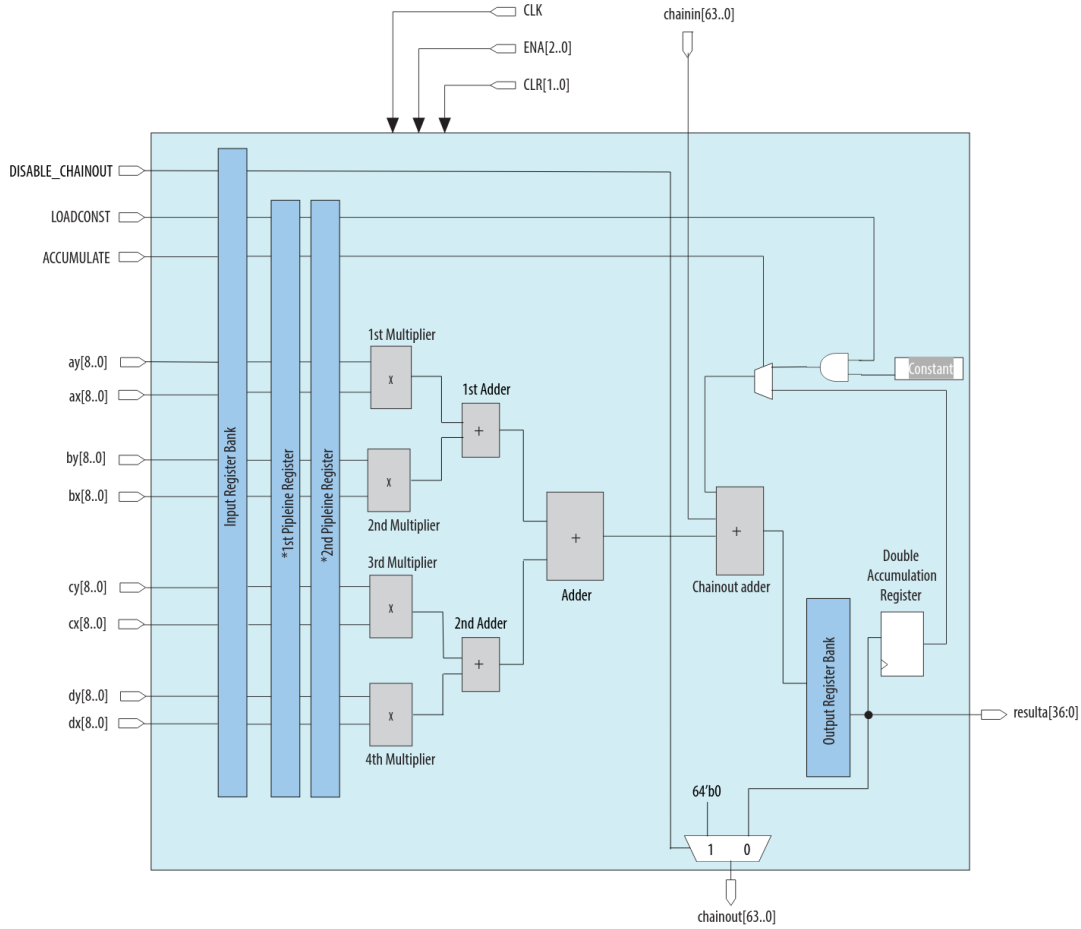 CLK
chainin[63..0]
ENA[2..0]
CLR[1..0]
DISABLE_CHAINOUT
LOADCONST
ACCUMULATE
1st Multiplier
ay[8..0]
x
Constant
ax[8..0]
1st Adder
+
by[8..0]
x
bx[8..0]
2nd Multiplier
Input Register Bank
*1st Pipleine Register
*2nd Pipleine Register
+
Adder
+
Chainout adder
3rd Multiplier
cy[8..0]
x
cx[8..0]
2nd Adder
+
Double
Accumulation
Register
dy[8..0]
x
dx[8..0]
4th Multiplier
Output Register Bank
resulta[36:0]
64'b0
1 0
chainout[63..0]